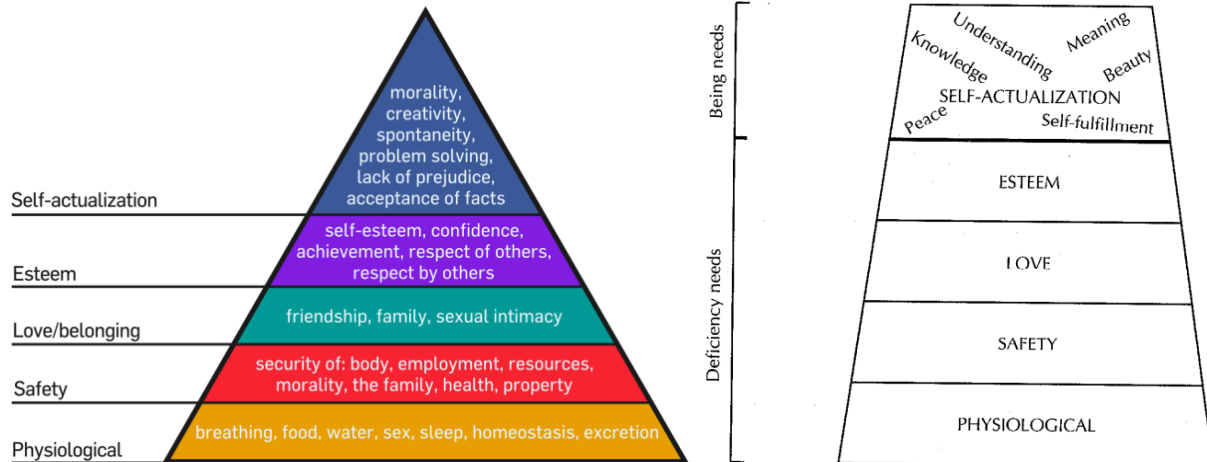 morality,
creativity,
spontaneity,
problem solving,
lack of prejudice,
acceptance of facts
Self-actualization
self-esteem, confidence,
achievement, respect of others,
respect by others
Esteem
friendship, family, sexual intimacy
Love/belonging
security of: body, employment, resources,
morality, the family, health, property
Safety
breathing, food, water, sex, sleep, homeostasis, excretion
Physiological
Being needs
Deficiency needs
Knowledge
Understanding
Meaning
Beauty
SELF-ACTUALIZATION
Peace
Self-fulfillment
ESTEEM
LOVE
SAFETY
PHYSIOLOGICAL